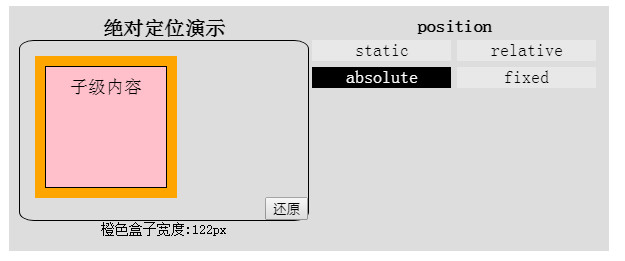 绝对定位演示
position
static relative
absolute fixed
子级内容
还原
橙色盒子宽度:122px